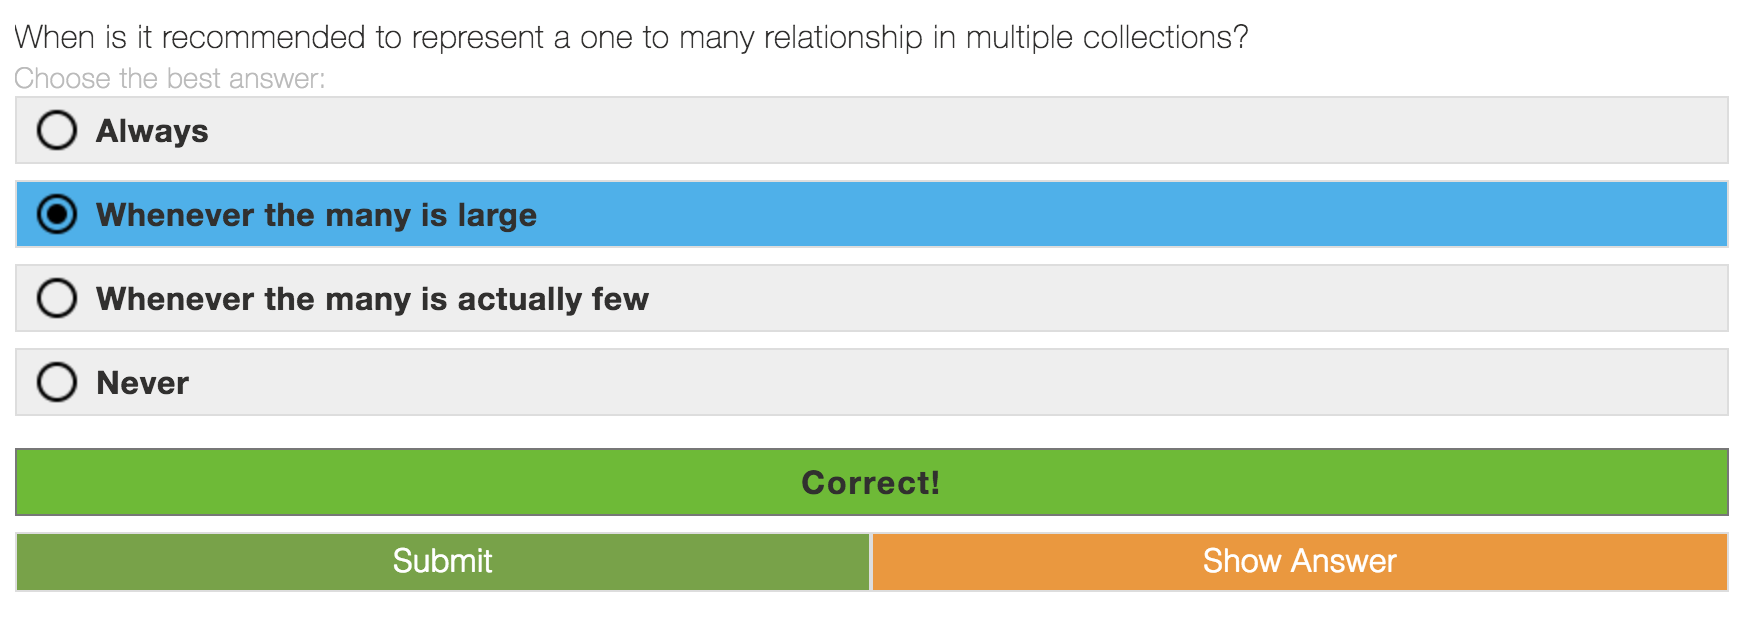 When is it recommended to represent a one to many relationship in multiple collections?
Choose the best answer:
Always
Whenever the many is large
Whenever the many is actually few
Never
Correct!
Submit
Show Answer